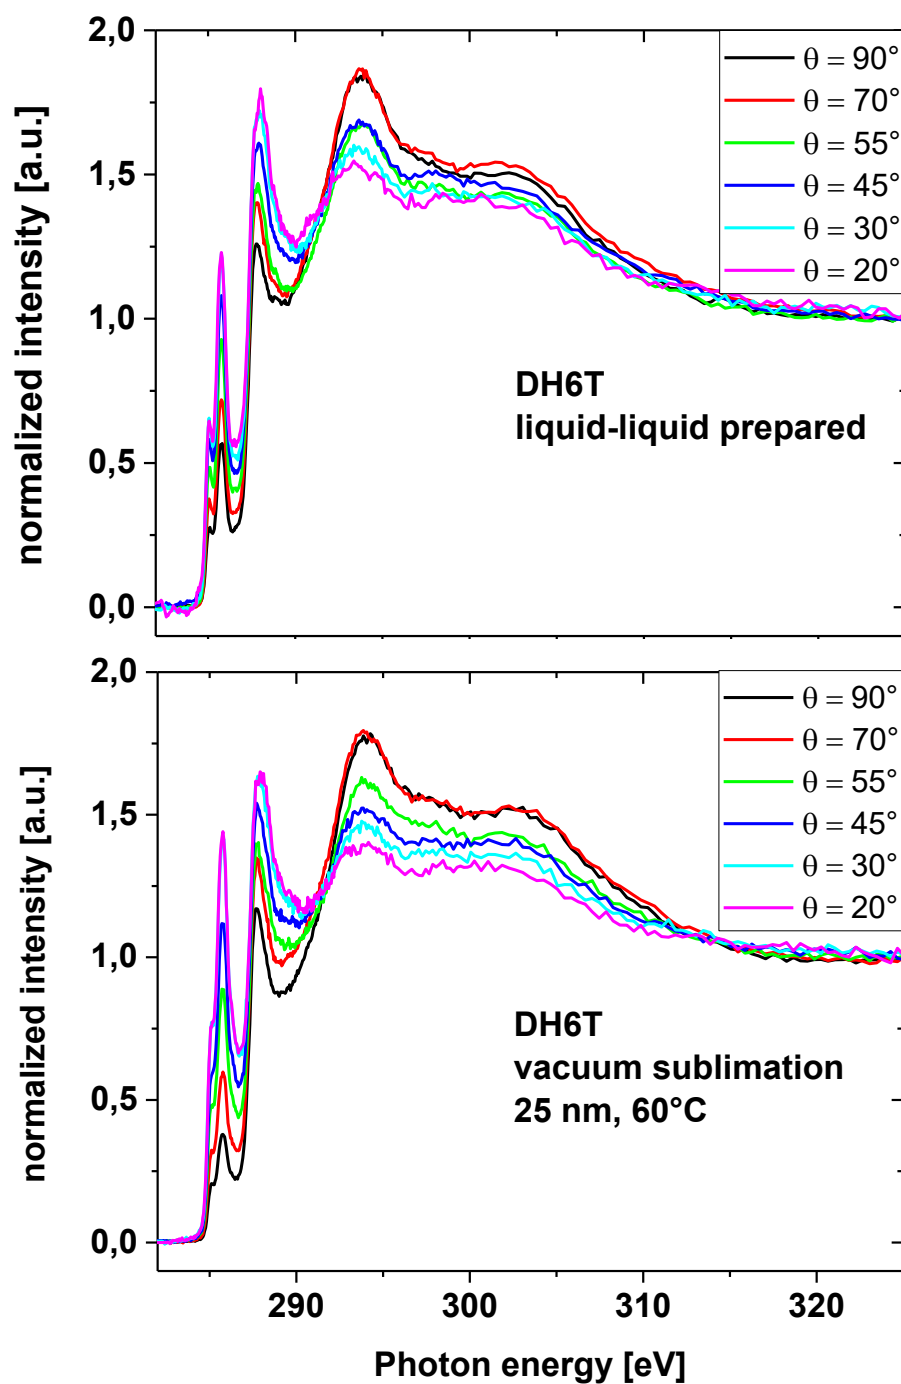 2,0
1,5
1,0
0,5
0,0
normalized intensity [a.u.]
θ = 90°
θ = 70°
θ = 55°
θ = 45°
θ = 30°
θ = 20°
DH6T
liquid-liquid prepared
2,0
1,5
1,0
0,5
0,0
normalized intensity [a.u.]
θ = 90°
θ = 70°
θ = 55°
θ = 45°
θ = 30°
θ = 20°
DH6T
vacuum sublimation
25 nm, 60°C
290 300 310 320
Photon energy [eV]